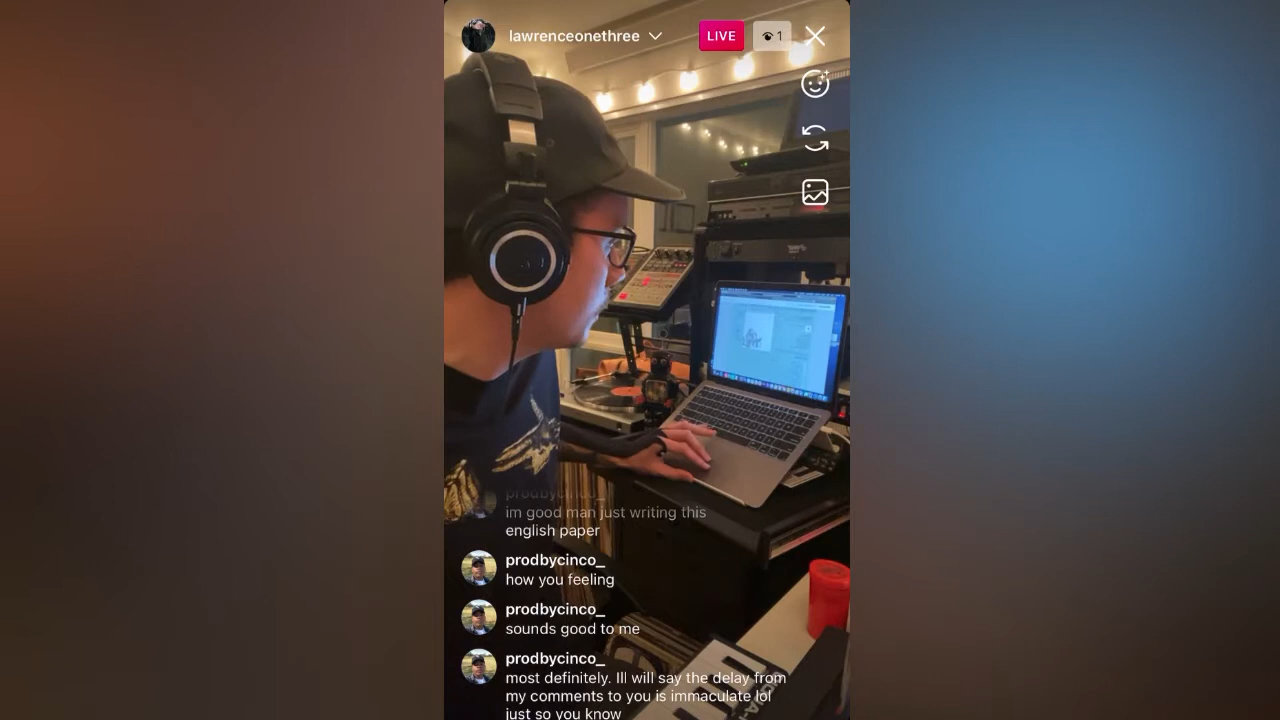 lawrenceonethree
LIVE
1
prodbycinco_
im good man just writing this
english paper
prodbycinco_
how you feeling
prodbycinco_
sounds good to me
prodbycinco_
most definitely. Ill will say the delay from
my comments to you is immaculate lol
just so you know